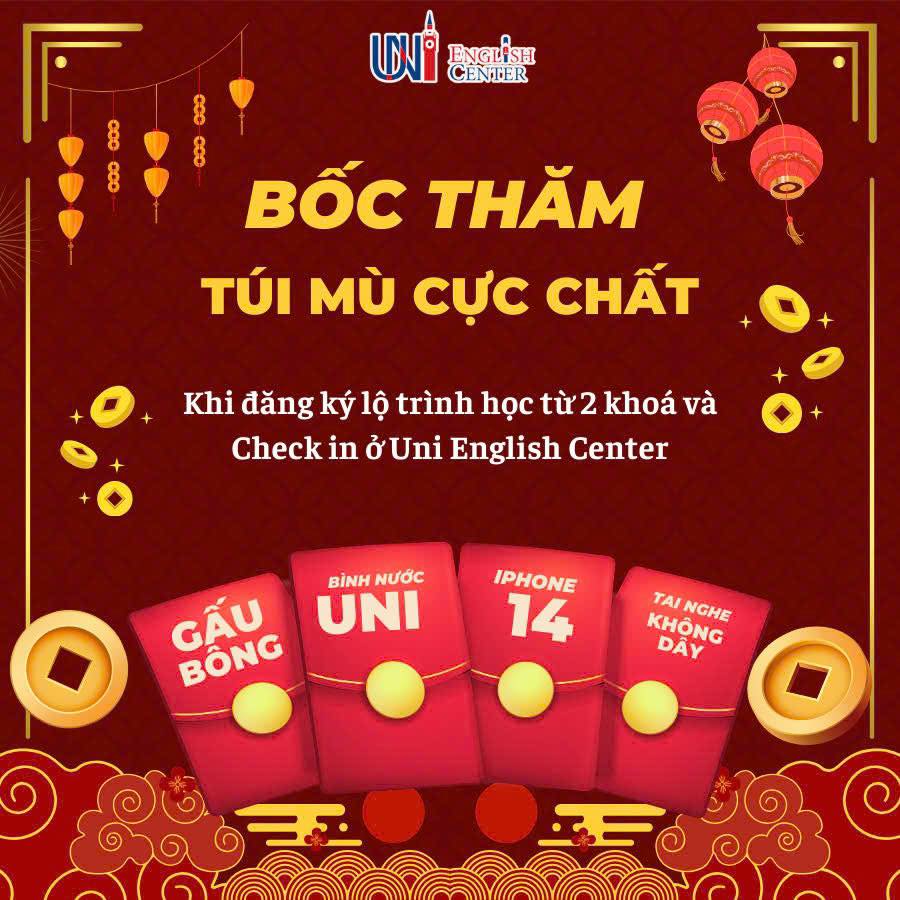 UNI ENGLISH
CENTER
BỐC THĂM
TÚI MÙ CỰC CHẤT
Khi đăng ký lộ trình học từ 2 khoá và
Check in ở Uni English Center
GẤU
BÔNG
BÌNH NƯỚC
UNI
IPHONE
14
TAI NGHE
KHÔNG
DÂY